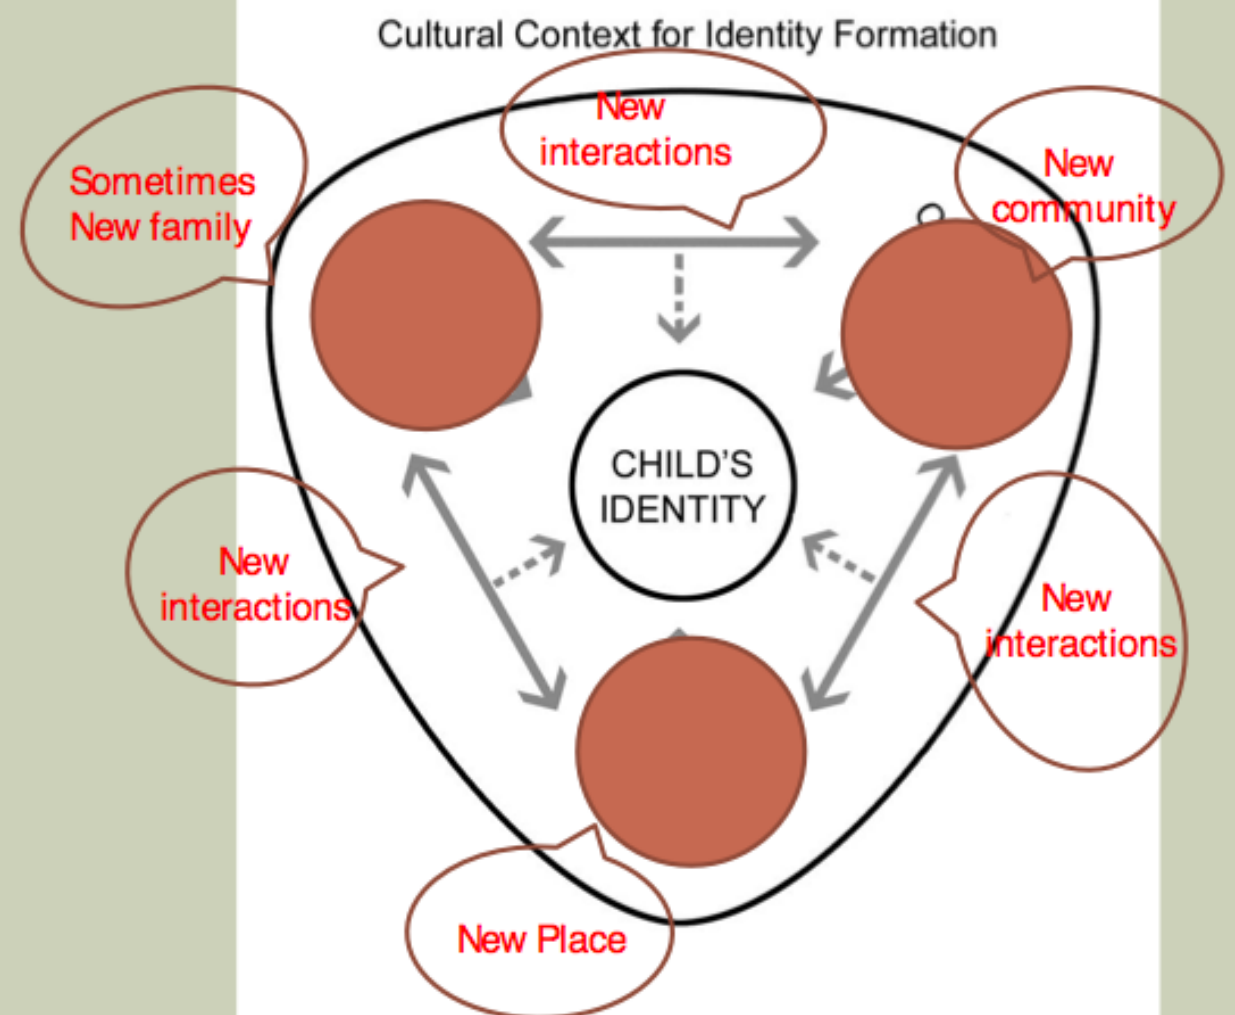 Cultural Context for Identity Formation
New
interactions
Sometimes
New family
New
community
CHILD'S
IDENTITY
New
interactions
New
interactions
New Place